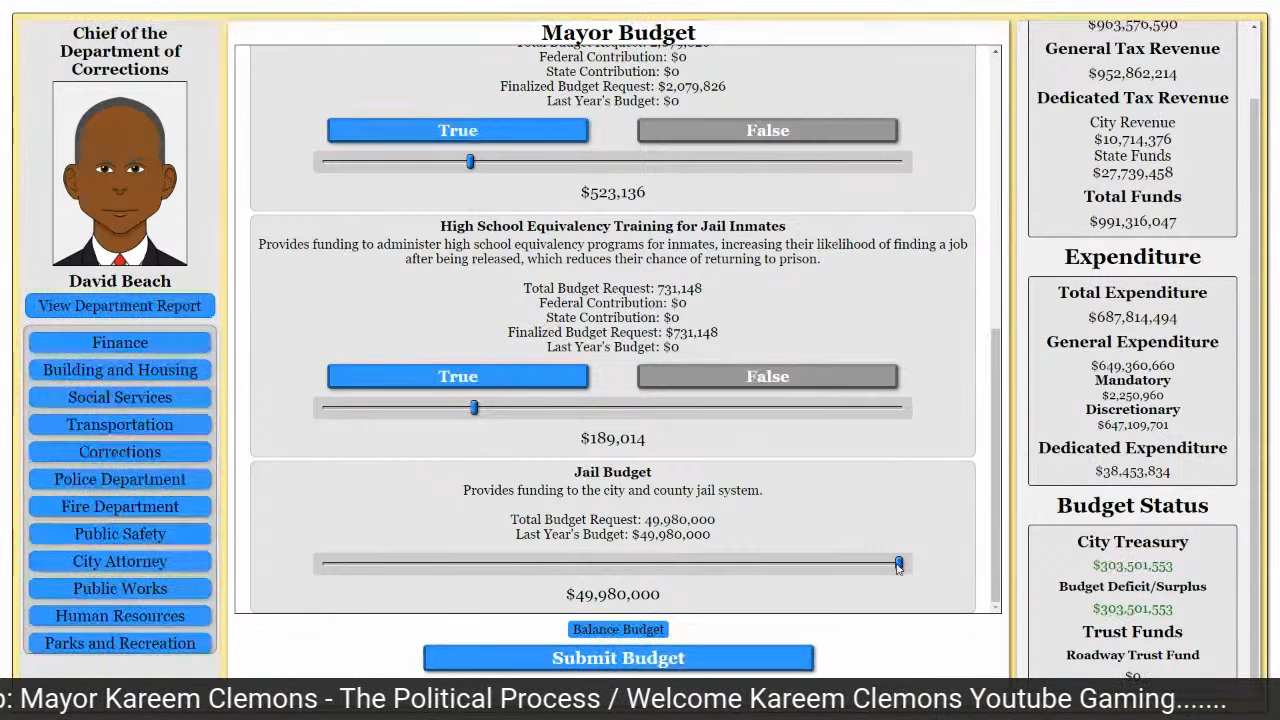 Chief of the
Department of
Corrections
David Beach
View Department Report
Finance
Building and Housing
Social Services
Transportation
Corrections
Police Department
Fire Department
Public Safety
City Attorney
Public Works
Human Resources
Parks and Recreation
Mayor Budget
Total Budget Request: 2,079,826
Federal Contribution: $0
State Contribution: $0
Finalized Budget Request: $2,079,826
Last Year's Budget: $0
True
False
$523,136
High School Equivalency Training for Jail Inmates
Provides funding to administer high school equivalency programs for inmates, increasing their likelihood of finding a job
after being released, which reduces their chance of returning to prison.
Total Budget Request: 731,148
Federal Contribution: $0
State Contribution: $0
Finalized Budget Request: $731,148
Last Year's Budget: $0
True
False
$189,014
Jail Budget
Provides funding to the city and county jail system.
Total Budget Request: 49,980,000
Last Year's Budget: $49,980,000
$49,980,000
Balance Budget
Submit Budget
$963,576,590
General Tax Revenue
$952,862,214
Dedicated Tax Revenue
City Revenue
$10,714,376
State Funds
$27,739,458
Total Funds
$991,316,047
Expenditure
Total Expenditure
$687,814,494
General Expenditure
$649,360,660
Mandatory
$2,250,960
Discretionary
$647,109,701
Dedicated Expenditure
$38,453,834
Budget Status
City Treasury
$303,501,553
Budget Deficit/Surplus
$303,501,553
Trust Funds
Roadway Trust Fund
$0
: Mayor Kareem Clemons - The Political Process / Welcome Kareem Clemons Youtube Gaming.......